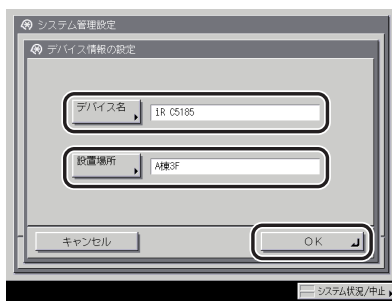 システム管理設定
デバイス情報の設定
デバイス名
iR C5185
設置場所
A棟3F
キャンセル
OK
システム状況/中止